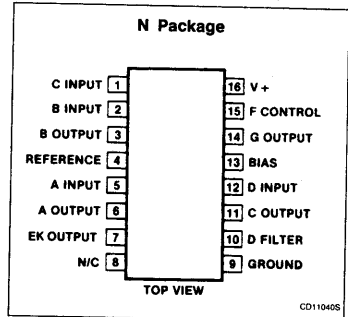 N Package
C INPUT 1
B INPUT 2
B OUTPUT 3
REFERENCE 4
A INPUT 5
A OUTPUT 6
EK OUTPUT 7
N/C 8
16 V +
15 F CONTROL
14 G OUTPUT
13 BIAS
12 D INPUT
11 C OUTPUT
10 D FILTER
9 GROUND
TOP VIEW
CD11040S